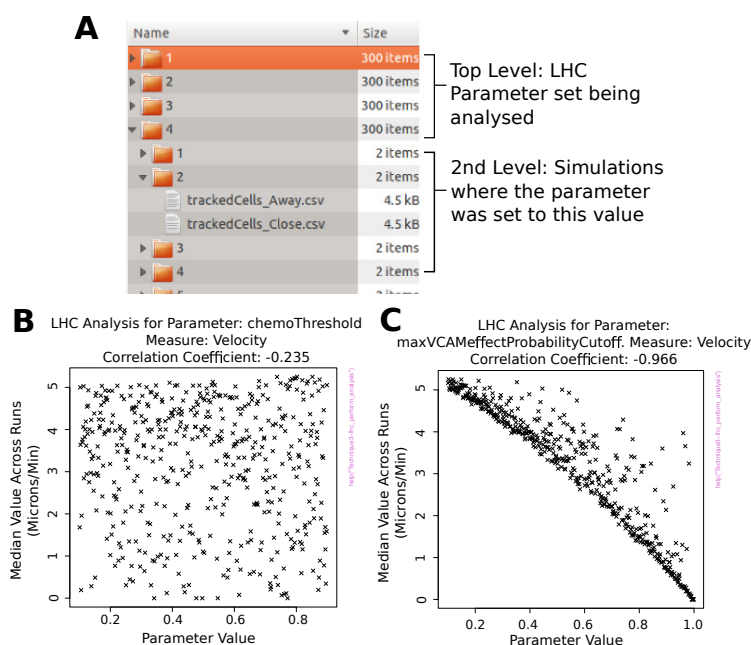 A
Name Size
1 300 items
2 300 items
3 300 items
4 300 items
1 2 items
2 2 items
trackedCells_Away.csv 4.5 kB
trackedCells_Close.csv 4.5 kB
3 2 items
4 2 items
Top Level: LHC
Parameter set being
analysed
2nd Level: Simulations
where the parameter
was set to this value
B
LHC Analysis for Parameter: chemoThreshold
Measure: Velocity
Correlation Coefficient: -0.235
Median Value Across Runs
(Microns/Min)
5
4
3
2
1
0
0.2 0.4 0.6 0.8
Parameter Value
help("Technique3-lhc_perform_analysis")
C
LHC Analysis for Parameter:
maxVCAMeffectProbabilityCutoff. Measure: Velocity
Correlation Coefficient: -0.966
Median Value Across Runs
(Microns/Min)
5
4
3
2
1
0
0.2 0.4 0.6 0.8 1.0
Parameter Value
help("Technique3-lhc_perform_analysis")